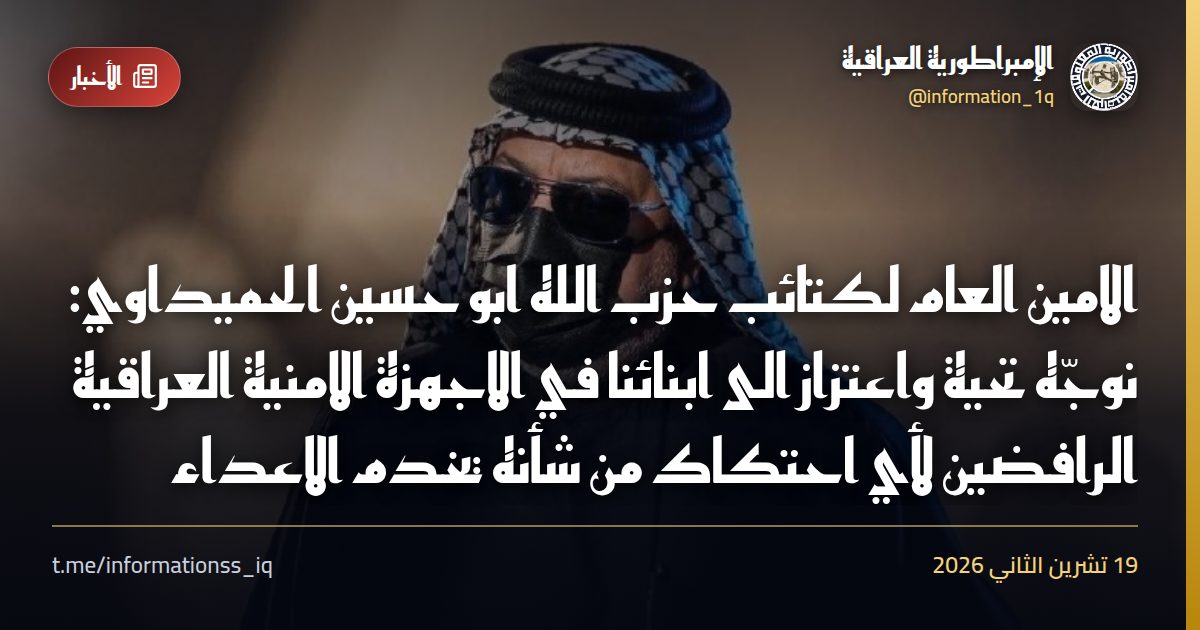 الإمبراطورية العراقية
@information_1q
الأخبار
الامين العام لكتائب حزب الله ابو حسين الحميداوي:
نوجّه تحية واعتزاز الى ابنائنا في الاجهزة الامنية العراقية
الرافضين لأي احتكاك من شأنه يخدم الاعداء
19 تشرين الثاني 2026
t.me/informationss_iq